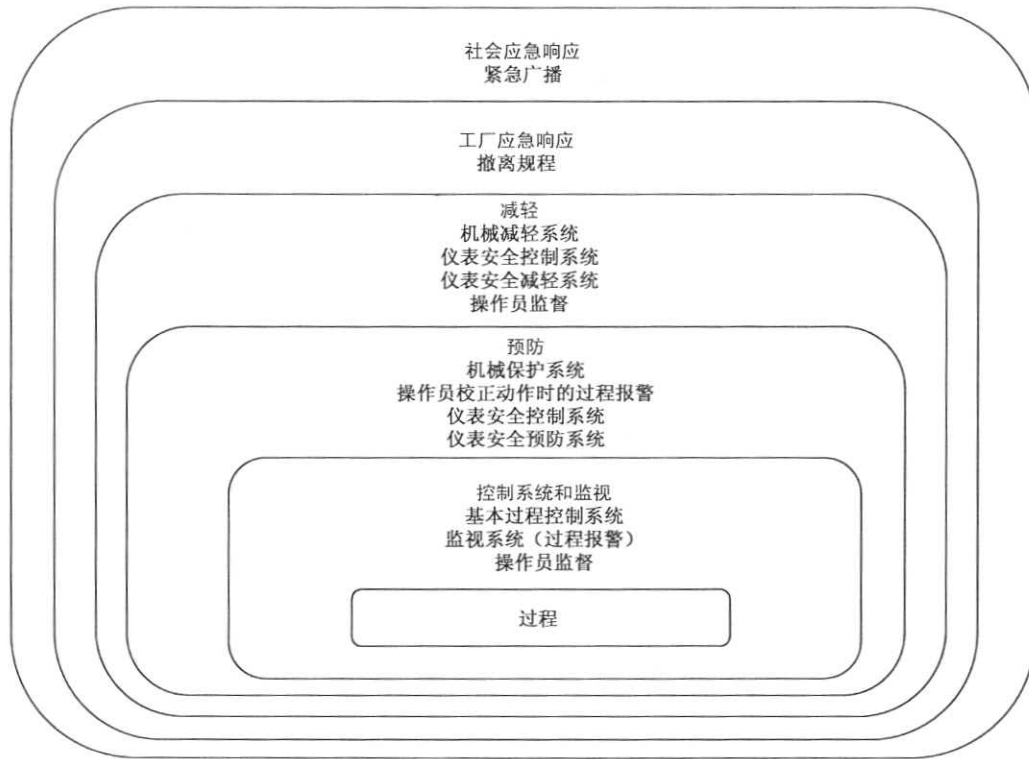 社会应急响应
紧急广播
工厂应急响应
撤离规程
减轻
机械减轻系统
仪表安全控制系统
仪表安全减轻系统
操作员监督
预防
机械保护系统
操作员校正动作时的过程报警
仪表安全控制系统
仪表安全预防系统
控制系统和监视
基本过程控制系统
监视系统（过程报警）
操作员监督
过程